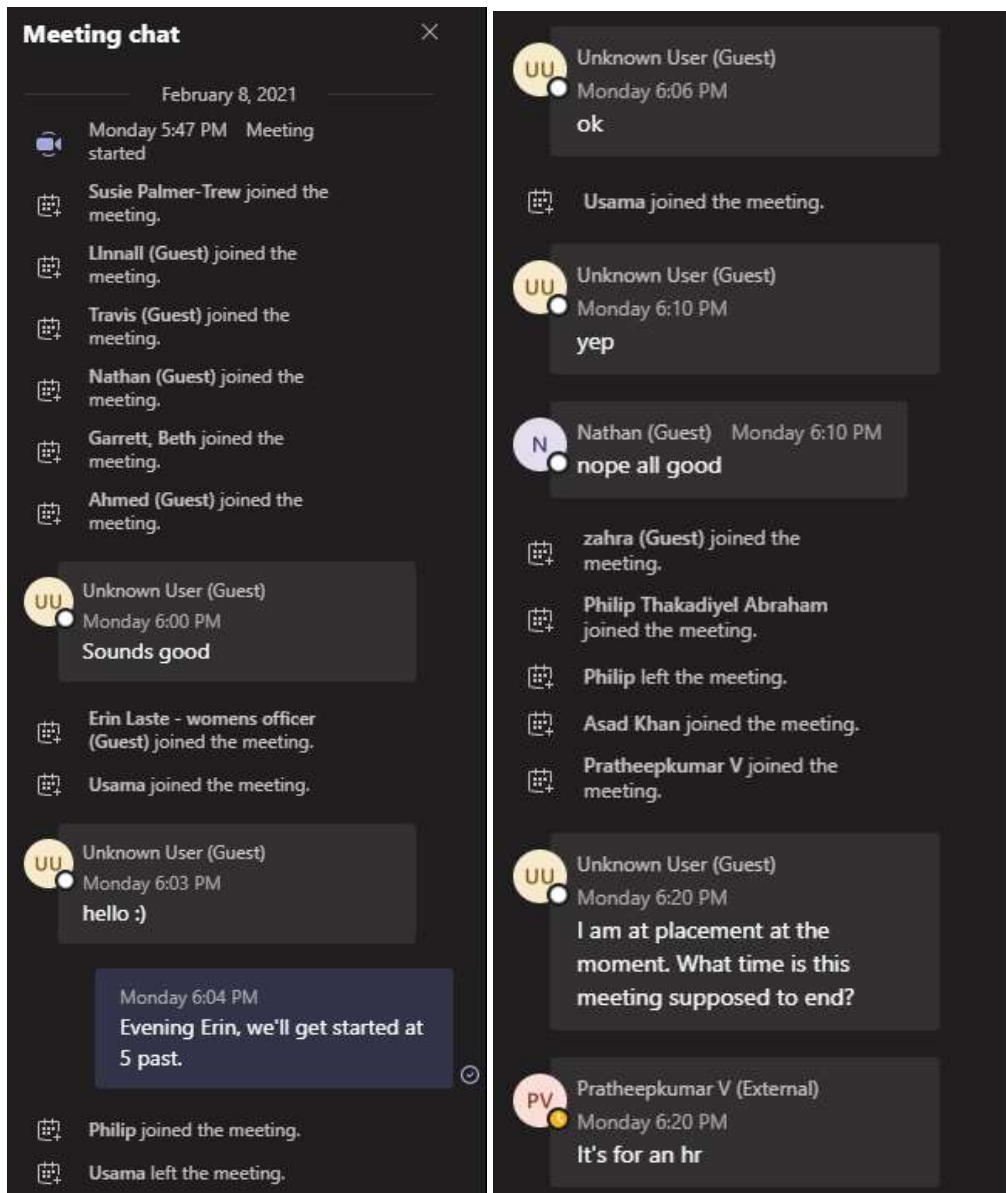 Meeting chat
February 8, 2021
Monday 5:47 PM Meeting
started
Susie Palmer-Trew joined the
meeting.
LInnall (Guest) joined the
meeting.
Travis (Guest) joined the
meeting.
Nathan (Guest) joined the
meeting.
Garrett, Beth joined the
meeting.
Ahmed (Guest) joined the
meeting.
UU
Unknown User (Guest)
Monday 6:00 PM
Sounds good
Erin Laste - womens officer
(Guest) joined the meeting.
Usama joined the meeting.
UU
Unknown User (Guest)
Monday 6:03 PM
hello :)
Monday 6:04 PM
Evening Erin, we'll get started at
5 past.
Philip joined the meeting.
Usama left the meeting.
UU
Unknown User (Guest)
Monday 6:06 PM
ok
Usama joined the meeting.
UU
Unknown User (Guest)
Monday 6:10 PM
yep
N
Nathan (Guest) Monday 6:10 PM
nope all good
zahra (Guest) joined the
meeting.
Philip Thakadiyel Abraham
joined the meeting.
Philip left the meeting.
Asad Khan joined the meeting.
Pratheepkumar V joined the
meeting.
UU
Unknown User (Guest)
Monday 6:20 PM
I am at placement at the
moment. What time is this
meeting supposed to end?
PV
Pratheepkumar V (External)
Monday 6:20 PM
It's for an hr